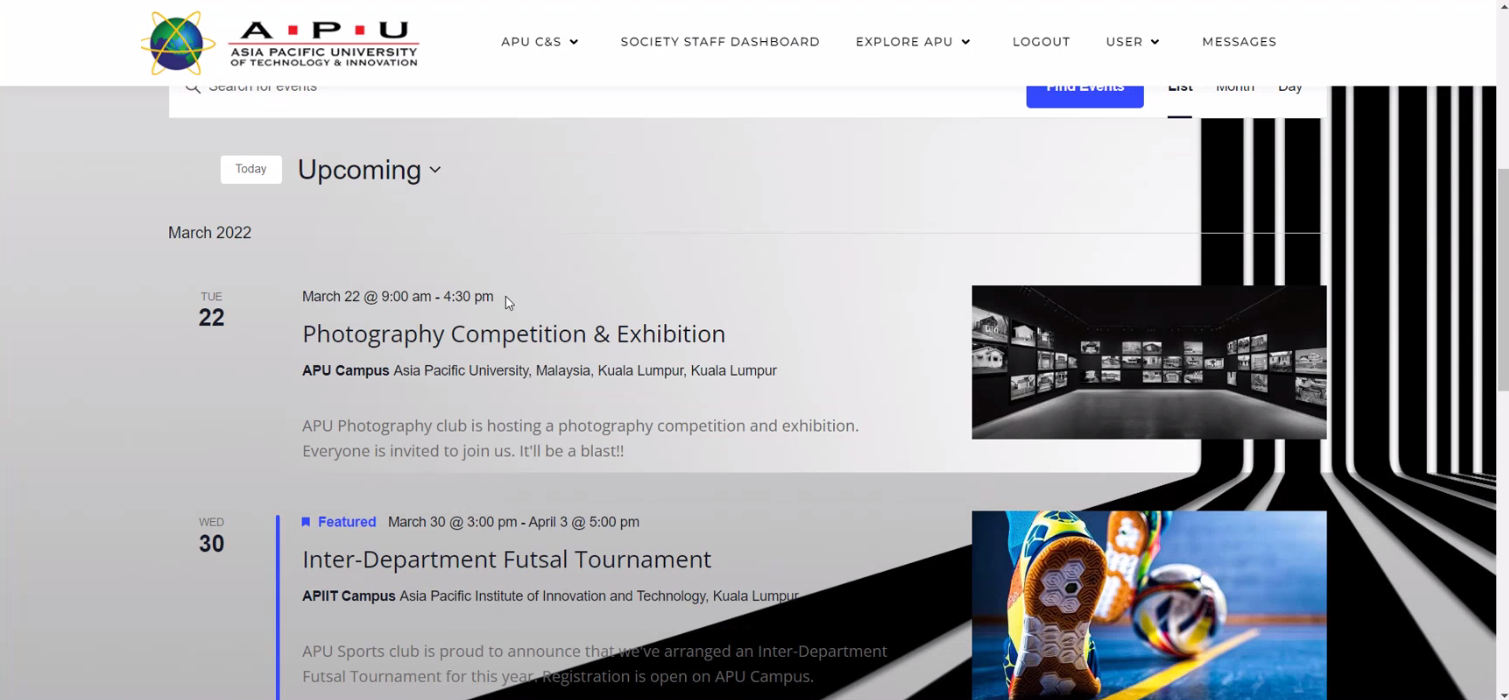 A P U
ASIA PACIFIC UNIVERSITY
OF TECHNOLOGY & INNOVATION
APU C&S
SOCIETY STAFF DASHBOARD
EXPLORE APU
LOGOUT
USER
MESSAGES
Search for events
Find Events
List
Month
Day
Today
Upcoming
March 2022
TUE
22
March 22 @ 9:00 am - 4:30 pm
Photography Competition & Exhibition
APU Campus Asia Pacific University, Malaysia, Kuala Lumpur, Kuala Lumpur
APU Photography club is hosting a photography competition and exhibition.
Everyone is invited to join us. It'll be a blast!!
WED
30
Featured March 30 @ 3:00 pm - April 3 @ 5:00 pm
Inter-Department Futsal Tournament
APIIT Campus Asia Pacific Institute of Innovation and Technology, Kuala Lumpur
APU Sports club is proud to announce that we've arranged an Inter-Department
Futsal Tournament for this year. Registration is open on APU Campus.